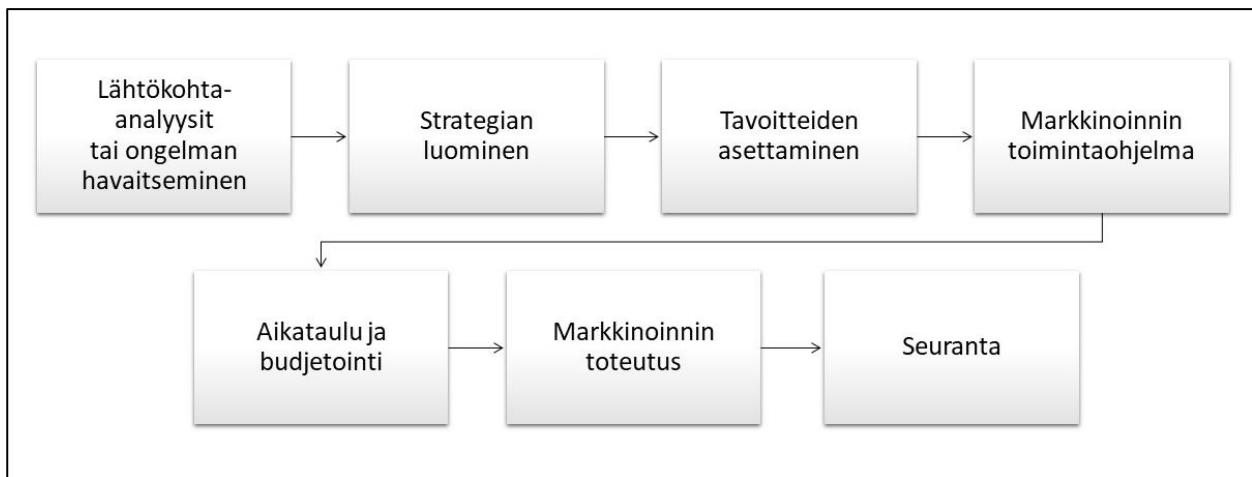 Lähtökohta-
analyysit
tai ongelman
havaitseminen
Strategian
luominen
Tavoitteiden
asettaminen
Markkinoinnin
toimintaohjelma
Aikataulu ja
budjetointi
Markkinoinnin
toteutus
Seuranta